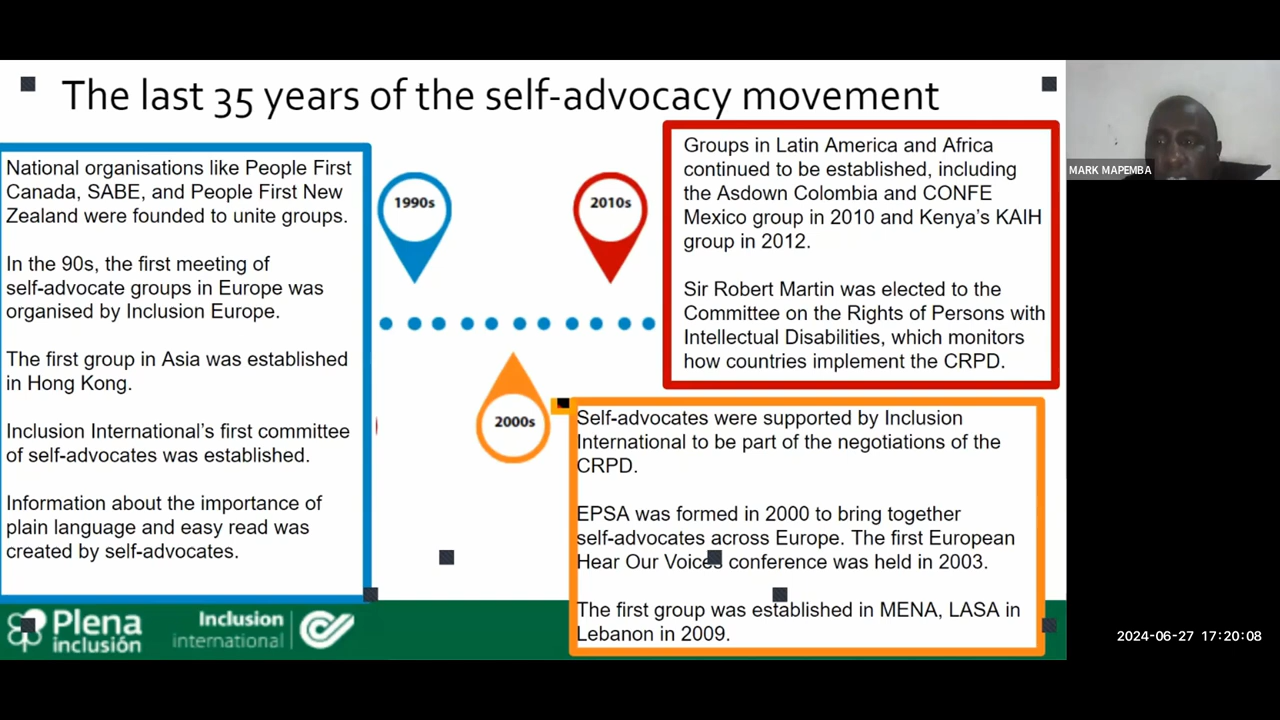 The last 35 years of the self-advocacy movement
National organisations like People First
Canada, SABE, and People First New
Zealand were founded to unite groups.
In the 90s, the first meeting of
self-advocate groups in Europe was
organised by Inclusion Europe.
The first group in Asia was established
in Hong Kong.
Inclusion International's first committee
of self-advocates was established.
Information about the importance of
plain language and easy read was
created by self-advocates.
1990s
2010s
Groups in Latin America and Africa
continued to be established, including
the Asdown Colombia and CONFE
Mexico group in 2010 and Kenya's KAIH
group in 2012.
Sir Robert Martin was elected to the
Committee on the Rights of Persons with
Intellectual Disabilities, which monitors
how countries implement the CRPD.
2000s
Self-advocates were supported by Inclusion
International to be part of the negotiations of the
CRPD.
EPSA was formed in 2000 to bring together
self-advocates across Europe. The first European
Hear Our Voices conference was held in 2003.
The first group was established in MENA, LASA in
Lebanon in 2009.
Plena
inclusión
Inclusion
international
MARK MAPEMBA
2024-06-27 17:20:08